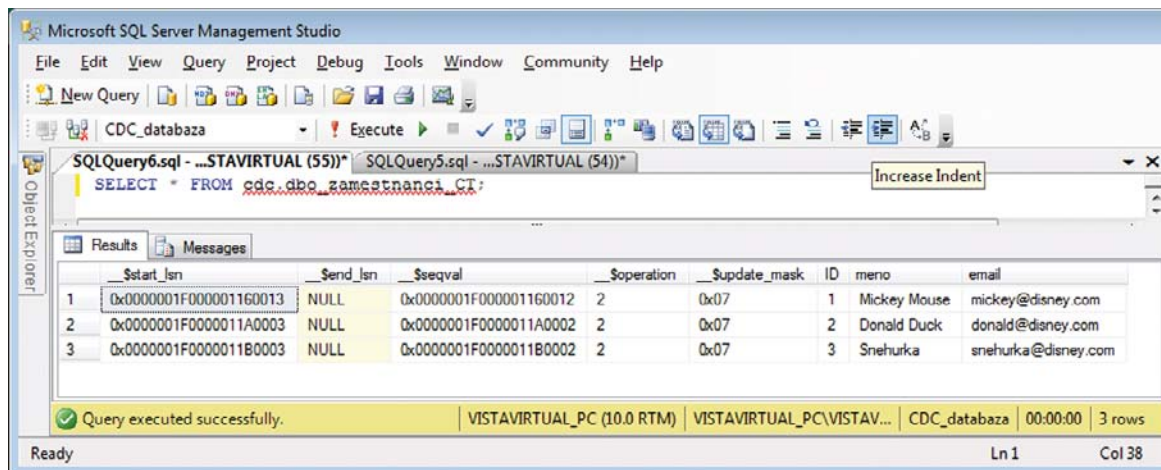 Microsoft SQL Server Management Studio
File Edit View Query Project Debug Tools Window Community Help
New Query
CDC_databaza Execute
SQLQuery6.sql - ...STAVIRTUAL (55))* SQLQuery5.sql - ...STAVIRTUAL (54))*
Increase Indent
SELECT * FROM cdc.dbo_zamestnanci_CT;
Object Explorer
Results Messages
__$start_lsn __$end_lsn __$seqval __$operation __$update_mask ID meno email
1 0x0000001F000001160013 NULL 0x0000001F000001160012 2 0x07 1 Mickey Mouse mickey@disney.com
2 0x0000001F0000011A0003 NULL 0x0000001F0000011A0002 2 0x07 2 Donald Duck donald@disney.com
3 0x0000001F0000011B0003 NULL 0x0000001F0000011B0002 2 0x07 3 Snehurka snehurka@disney.com
Query executed successfully. VISTAVIRTUAL_PC (10.0 RTM) VISTAVIRTUAL_PC\VISTAV... CDC_databaza 00:00:00 3 rows
Ready Ln 1 Col 38